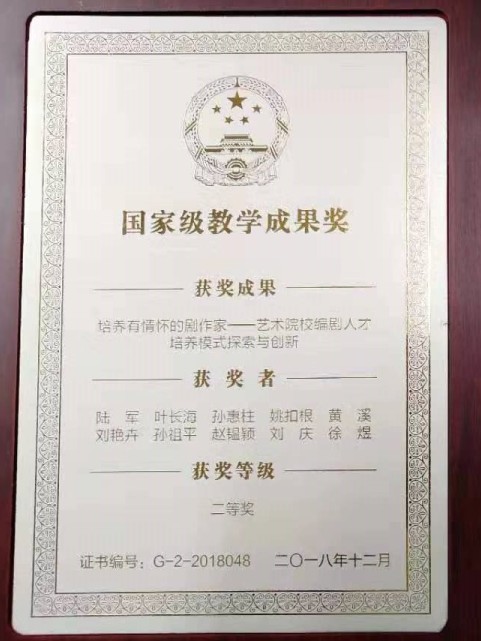 国家级教学成果奖
获奖成果
培养有情怀的剧作家——艺术院校编剧人才
培养模式探索与创新
获奖者
陆军 叶长海 孙惠柱 姚扣根 黄溪
刘艳卉 孙祖平 赵韫颖 刘庆 徐煜
获奖等级
二等奖
证书编号：G-2-2018048 二〇一八年十二月